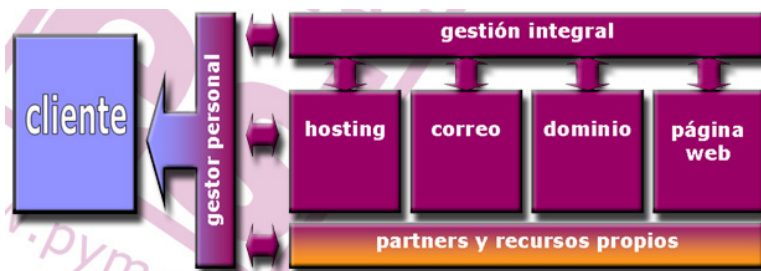 cliente
gestor personal
gestión integral
hosting
correo
dominio
página
web
partners y recursos propios